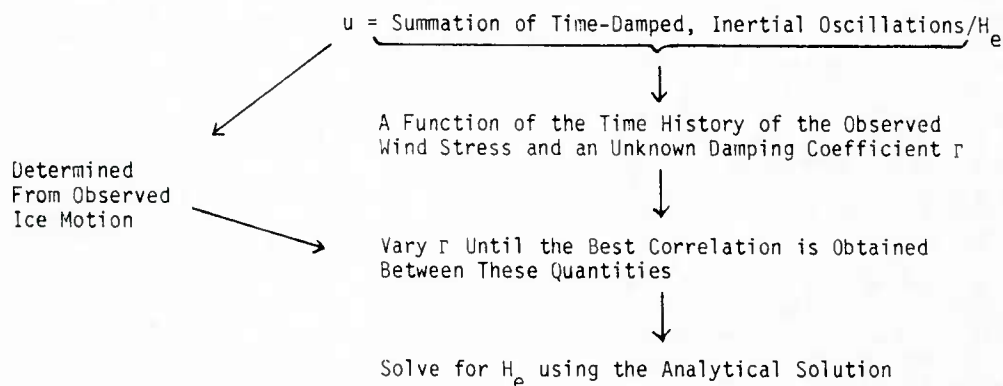 u = Summation of Time-Damped, Inertial Oscillations/H_e
A Function of the Time History of the Observed
Wind Stress and an Unknown Damping Coefficient Γ
Determined
From Observed
Ice Motion
Vary Γ Until the Best Correlation is Obtained
Between These Quantities
Solve for H_e using the Analytical Solution